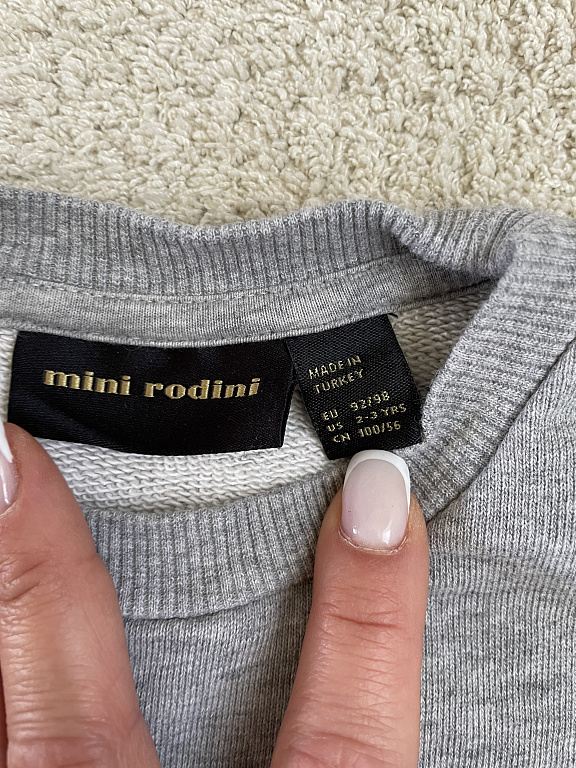 mini rodini
MADE IN
TURKEY
EU 92/98
US 2-3 YRS
CN 100/56